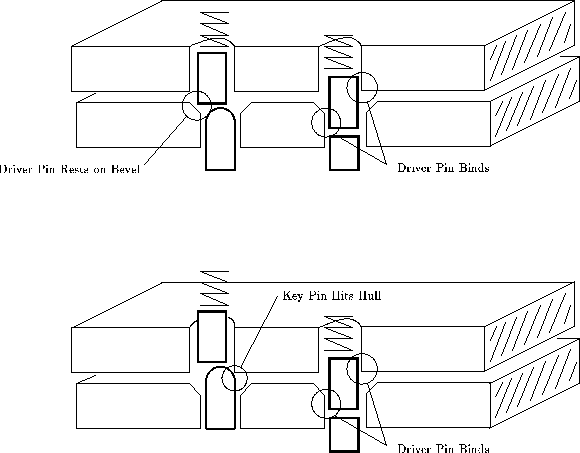 Driver Pin Rests on Bevel
Driver Pin Binds
Key Pin Hits Hull
Driver Pin Binds